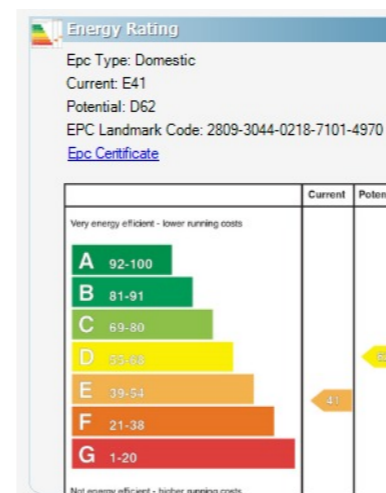 Energy Rating
Epc Type: Domestic
Current: E41
Potential: D62
EPC Landmark Code: 2809-3044-0218-7101-4970
Epc Ceritificate
Current Poten
Very energy efficient - lower running costs
A 92-100
B 81-91
C 69-80
D 55-68
E 39-54 41
F 21-38
G 1-20
Not energy efficient - higher running costs